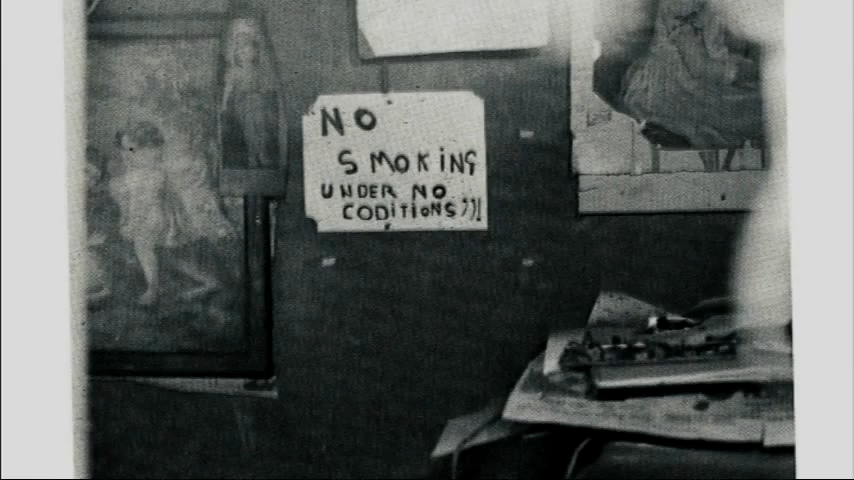 NO
SMOKiNG
UNDER NO
CODITiONS??!